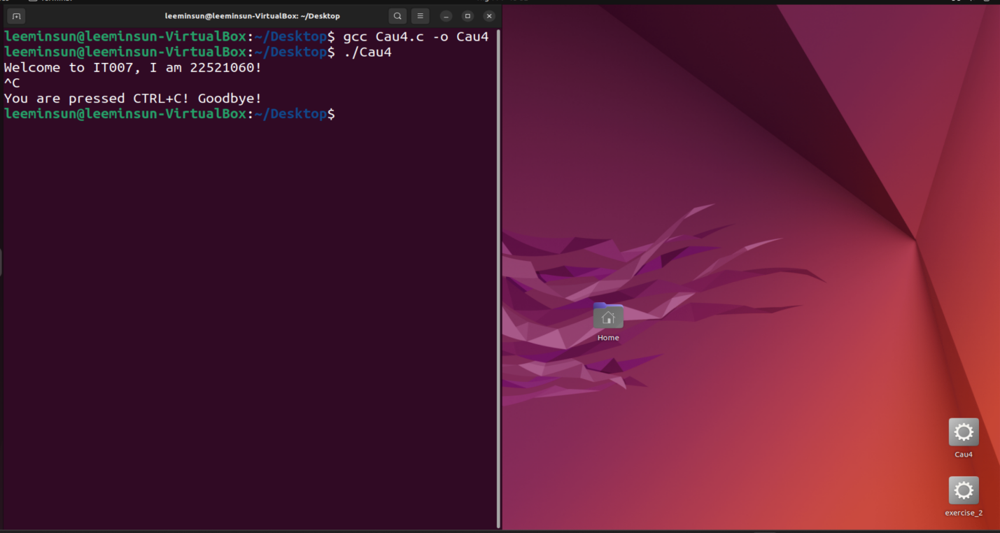 leeminsun@leeminsun-VirtualBox: ~/Desktop
leeminsun@leeminsun-VirtualBox:~/Desktop$ gcc Cau4.c -o Cau4
leeminsun@leeminsun-VirtualBox:~/Desktop$ ./Cau4
Welcome to IT007, I am 22521060!
^C
You are pressed CTRL+C! Goodbye!
leeminsun@leeminsun-VirtualBox:~/Desktop$
Home
Cau4
exercise_2